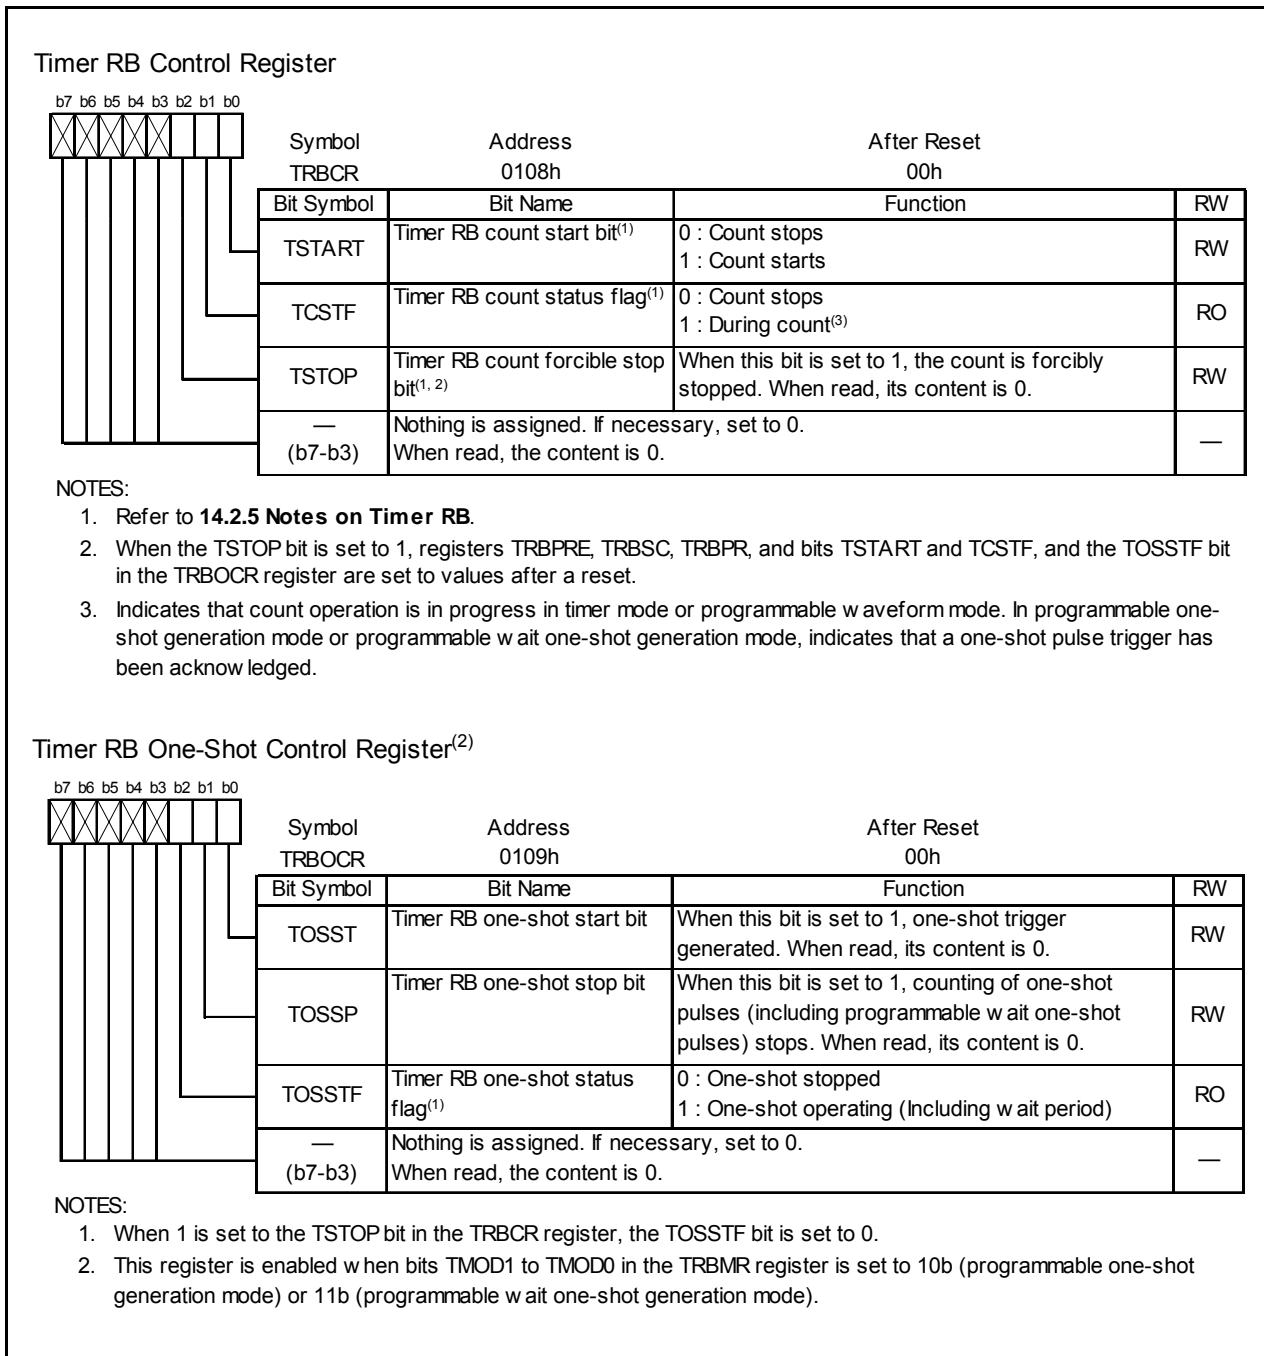 Timer RB Control Register
b7 b6 b5 b4 b3 b2 b1 b0
Symbol Address After Reset
TRBCR 0108h 00h
Bit Symbol Bit Name Function RW
TSTART Timer RB count start bit(1) 0 : Count stops
1 : Count starts RW
TCSTF Timer RB count status flag(1) 0 : Count stops
1 : During count(3) RO
TSTOP Timer RB count forcible stop bit(1, 2) When this bit is set to 1, the count is forcibly
stopped. When read, its content is 0. RW
— (b7-b3) Nothing is assigned. If necessary, set to 0.
When read, the content is 0. —
NOTES:
1. Refer to 14.2.5 Notes on Timer RB.
2. When the TSTOP bit is set to 1, registers TRBPRE, TRBSC, TRBPR, and bits TSTART and TCSTF, and the TOSSTF bit
in the TRBOCR register are set to values after a reset.
3. Indicates that count operation is in progress in timer mode or programmable waveform mode. In programmable one-
shot generation mode or programmable wait one-shot generation mode, indicates that a one-shot pulse trigger has
been acknowledged.
Timer RB One-Shot Control Register(2)
b7 b6 b5 b4 b3 b2 b1 b0
Symbol Address After Reset
TRBOCR 0109h 00h
Bit Symbol Bit Name Function RW
TOSST Timer RB one-shot start bit When this bit is set to 1, one-shot trigger
generated. When read, its content is 0. RW
TOSSP Timer RB one-shot stop bit When this bit is set to 1, counting of one-shot
pulses (including programmable wait one-shot
pulses) stops. When read, its content is 0. RW
TOSSTF Timer RB one-shot status flag(1) 0 : One-shot stopped
1 : One-shot operating (Including wait period) RO
— (b7-b3) Nothing is assigned. If necessary, set to 0.
When read, the content is 0. —
NOTES:
1. When 1 is set to the TSTOP bit in the TRBCR register, the TOSSTF bit is set to 0.
2. This register is enabled when bits TMOD1 to TMOD0 in the TRBMR register is set to 10b (programmable one-shot
generation mode) or 11b (programmable wait one-shot generation mode).